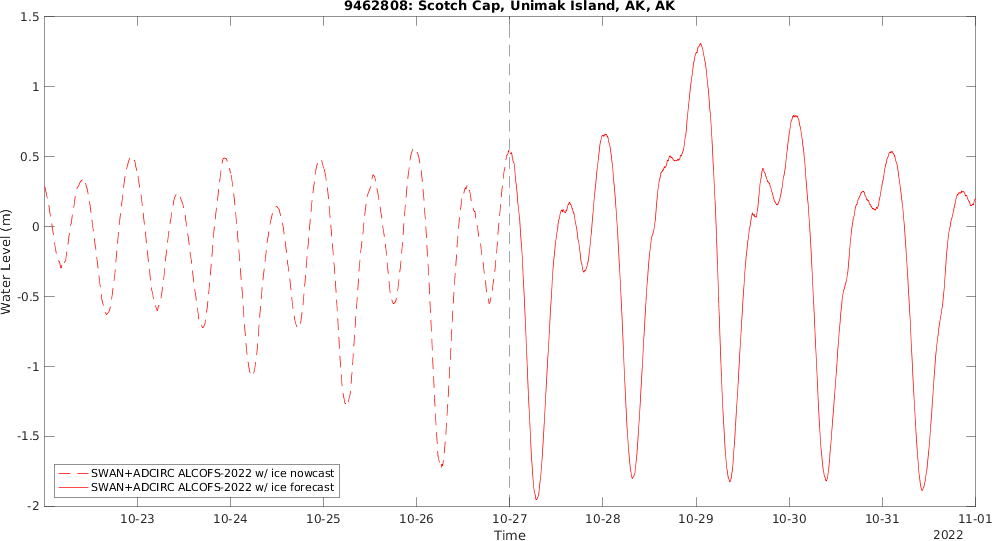 9462808: Scotch Cap, Unimak Island, AK, AK
1.5
1
0.5
0
-0.5
-1
-1.5
-2
Water Level (m)
SWAN+ADCIRC ALCOFS-2022 w/ ice nowcast
SWAN+ADCIRC ALCOFS-2022 w/ ice forecast
10-23 10-24 10-25 10-26 10-27 10-28 10-29 10-30 10-31 11-01
Time
2022